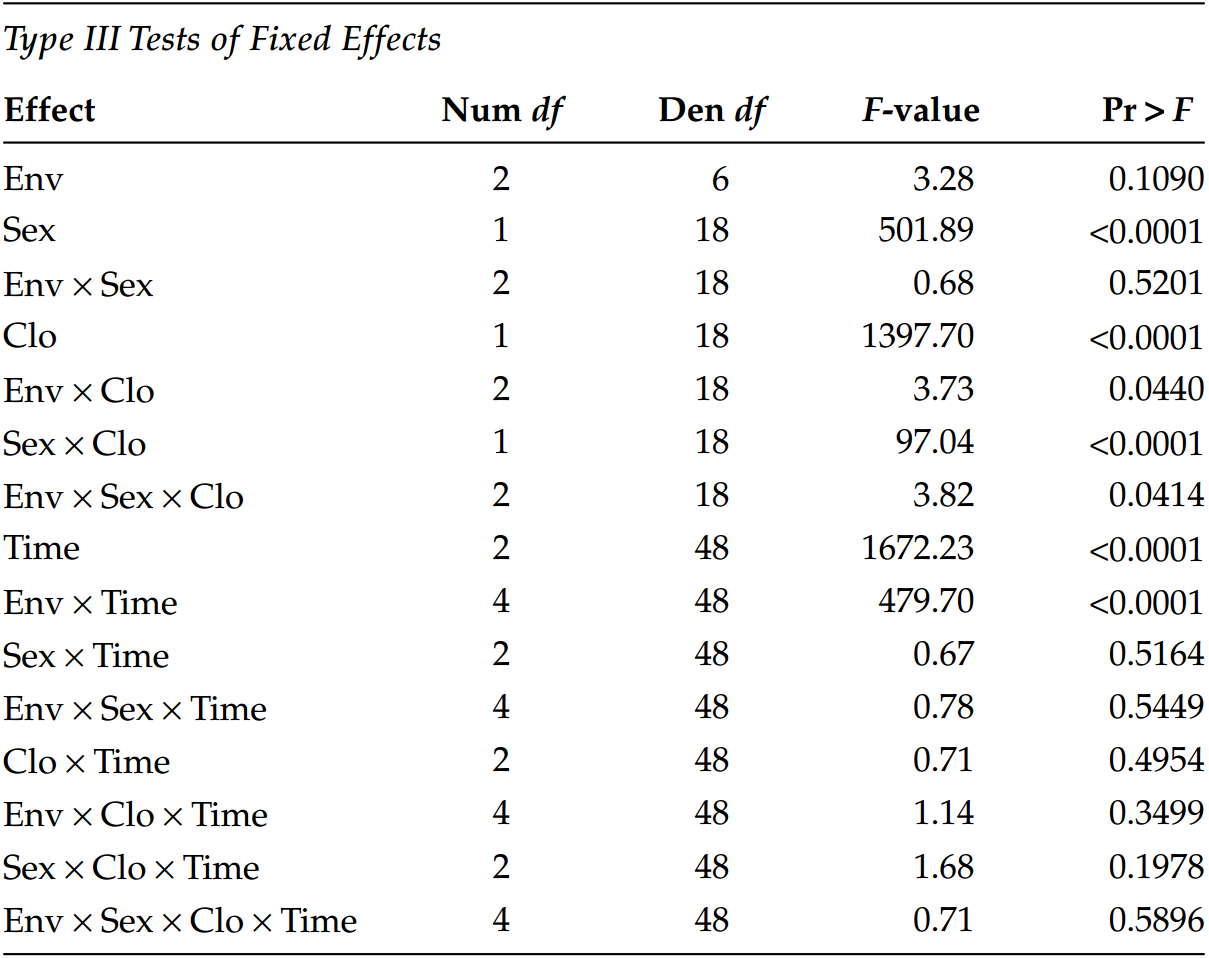 Type III Tests of Fixed Effects
Effect Num df Den df F-value Pr > F
Env 2 6 3.28 0.1090
Sex 1 18 501.89 <0.0001
Env × Sex 2 18 0.68 0.5201
Clo 1 18 1397.70 <0.0001
Env × Clo 2 18 3.73 0.0440
Sex × Clo 1 18 97.04 <0.0001
Env × Sex × Clo 2 18 3.82 0.0414
Time 2 48 1672.23 <0.0001
Env × Time 4 48 479.70 <0.0001
Sex × Time 2 48 0.67 0.5164
Env × Sex × Time 4 48 0.78 0.5449
Clo × Time 2 48 0.71 0.4954
Env × Clo × Time 4 48 1.14 0.3499
Sex × Clo × Time 2 48 1.68 0.1978
Env × Sex × Clo × Time 4 48 0.71 0.5896